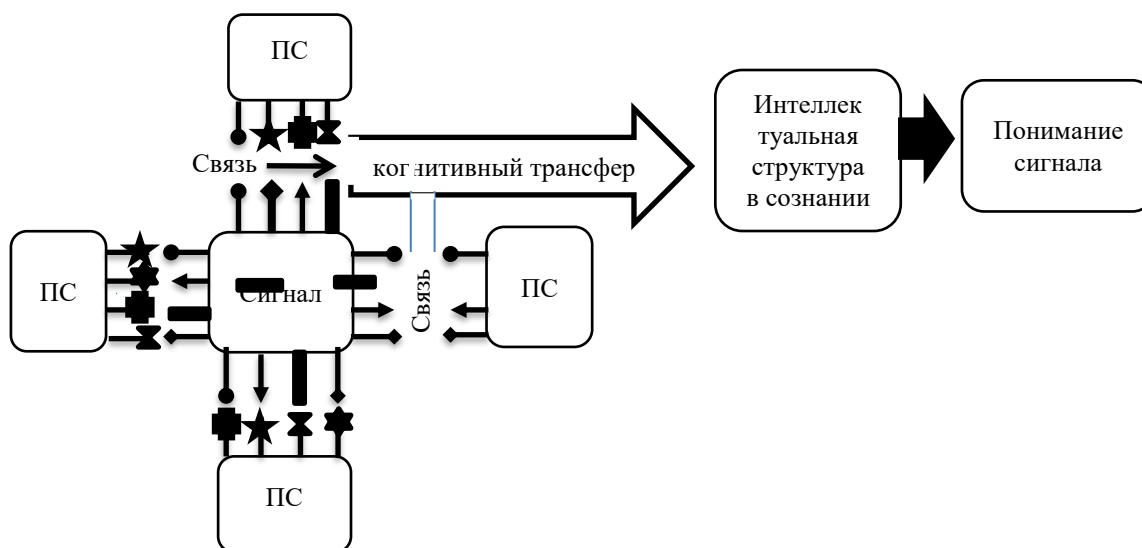 ПС
Связь
когнитивный трансфер
Интеллек
туальная
структура
в сознании
Понимание
сигнала
ПС
Сигнал
Связь
ПС
ПС